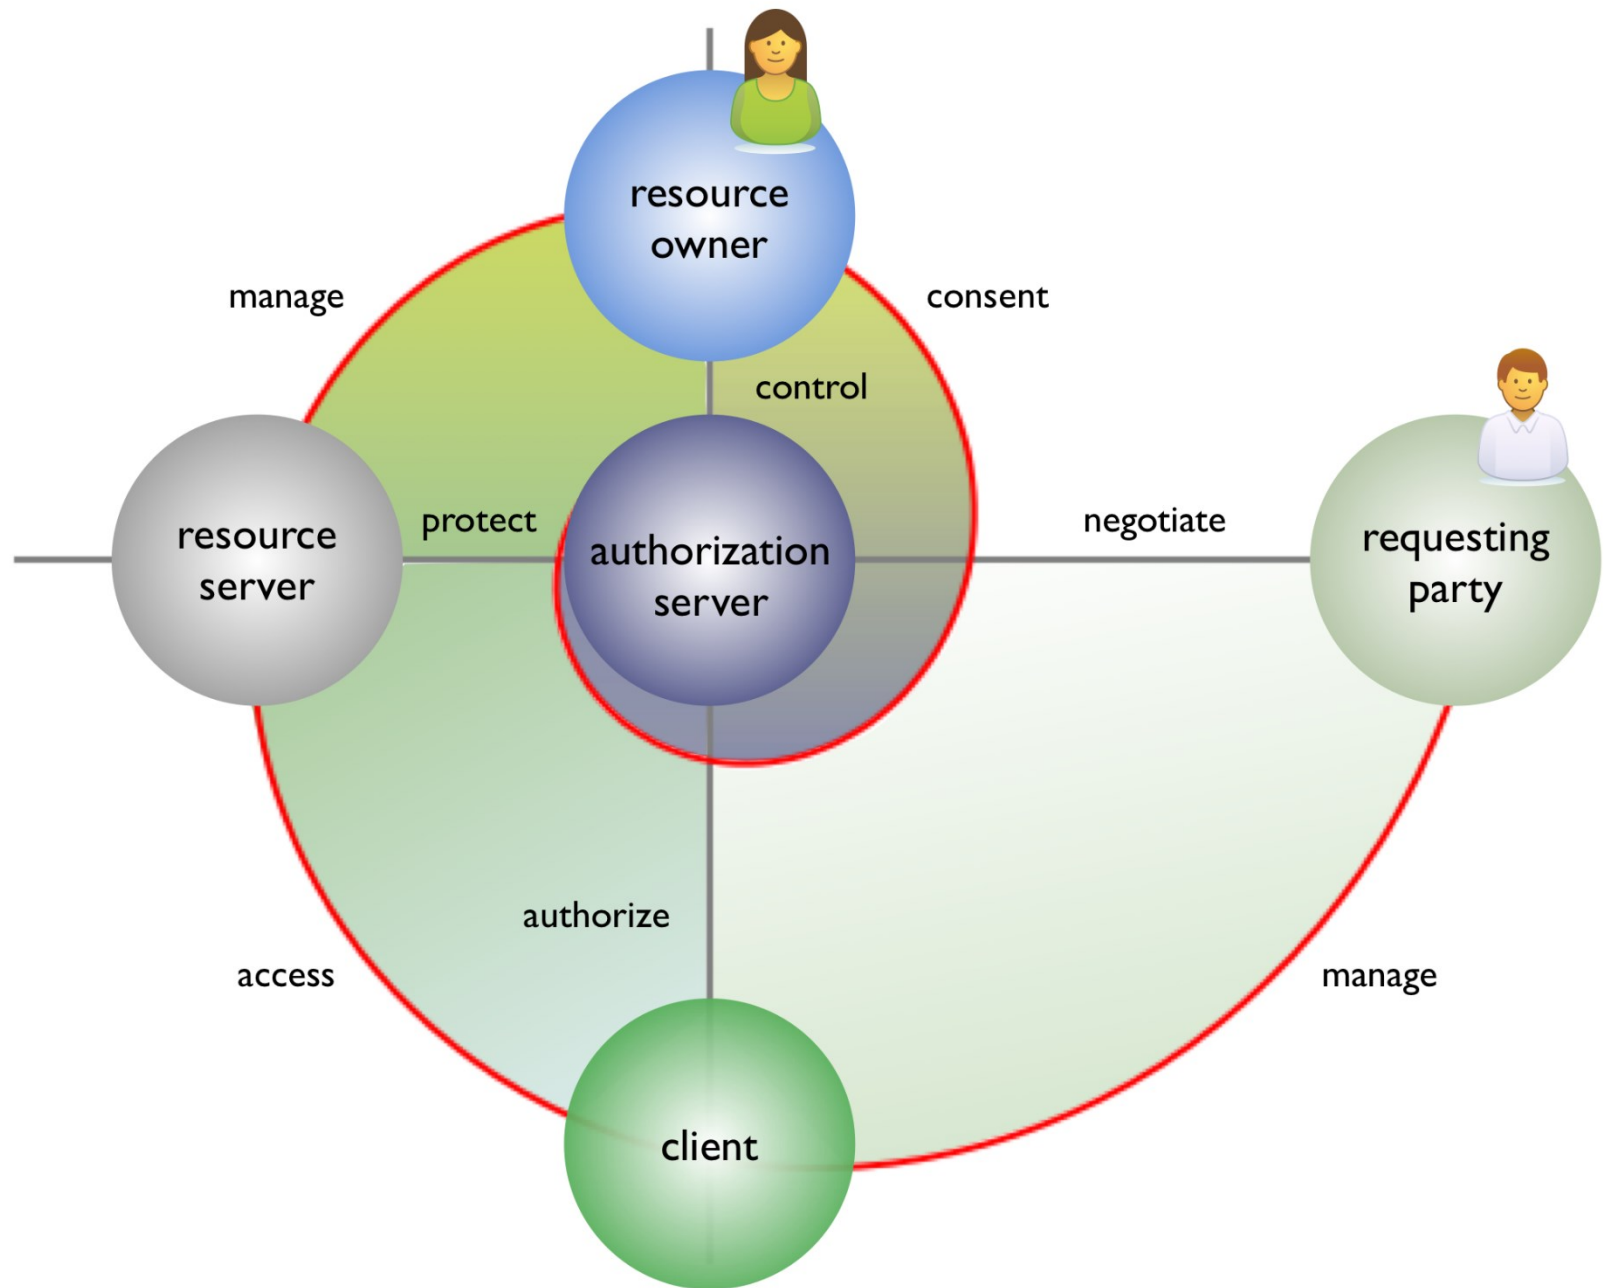 resource
owner
manage
consent
control
resource
server
protect
authorization
server
negotiate
requesting
party
authorize
access
manage
client